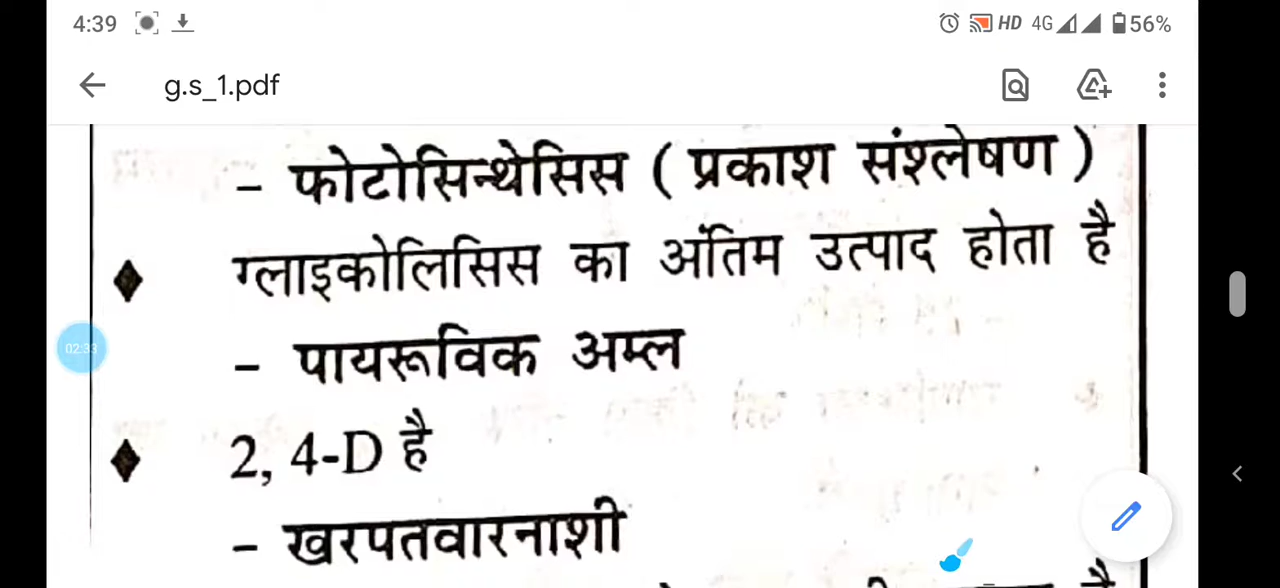 4:39 HD 4G 56%
g.s_1.pdf
- फोटोसिन्थेसिस ( प्रकाश संश्लेषण )
♦ ग्लाइकोलिसिस का अंतिम उत्पाद होता है
02:33
- पायरूविक अम्ल
♦ 2, 4-D है
- खरपतवारनाशी